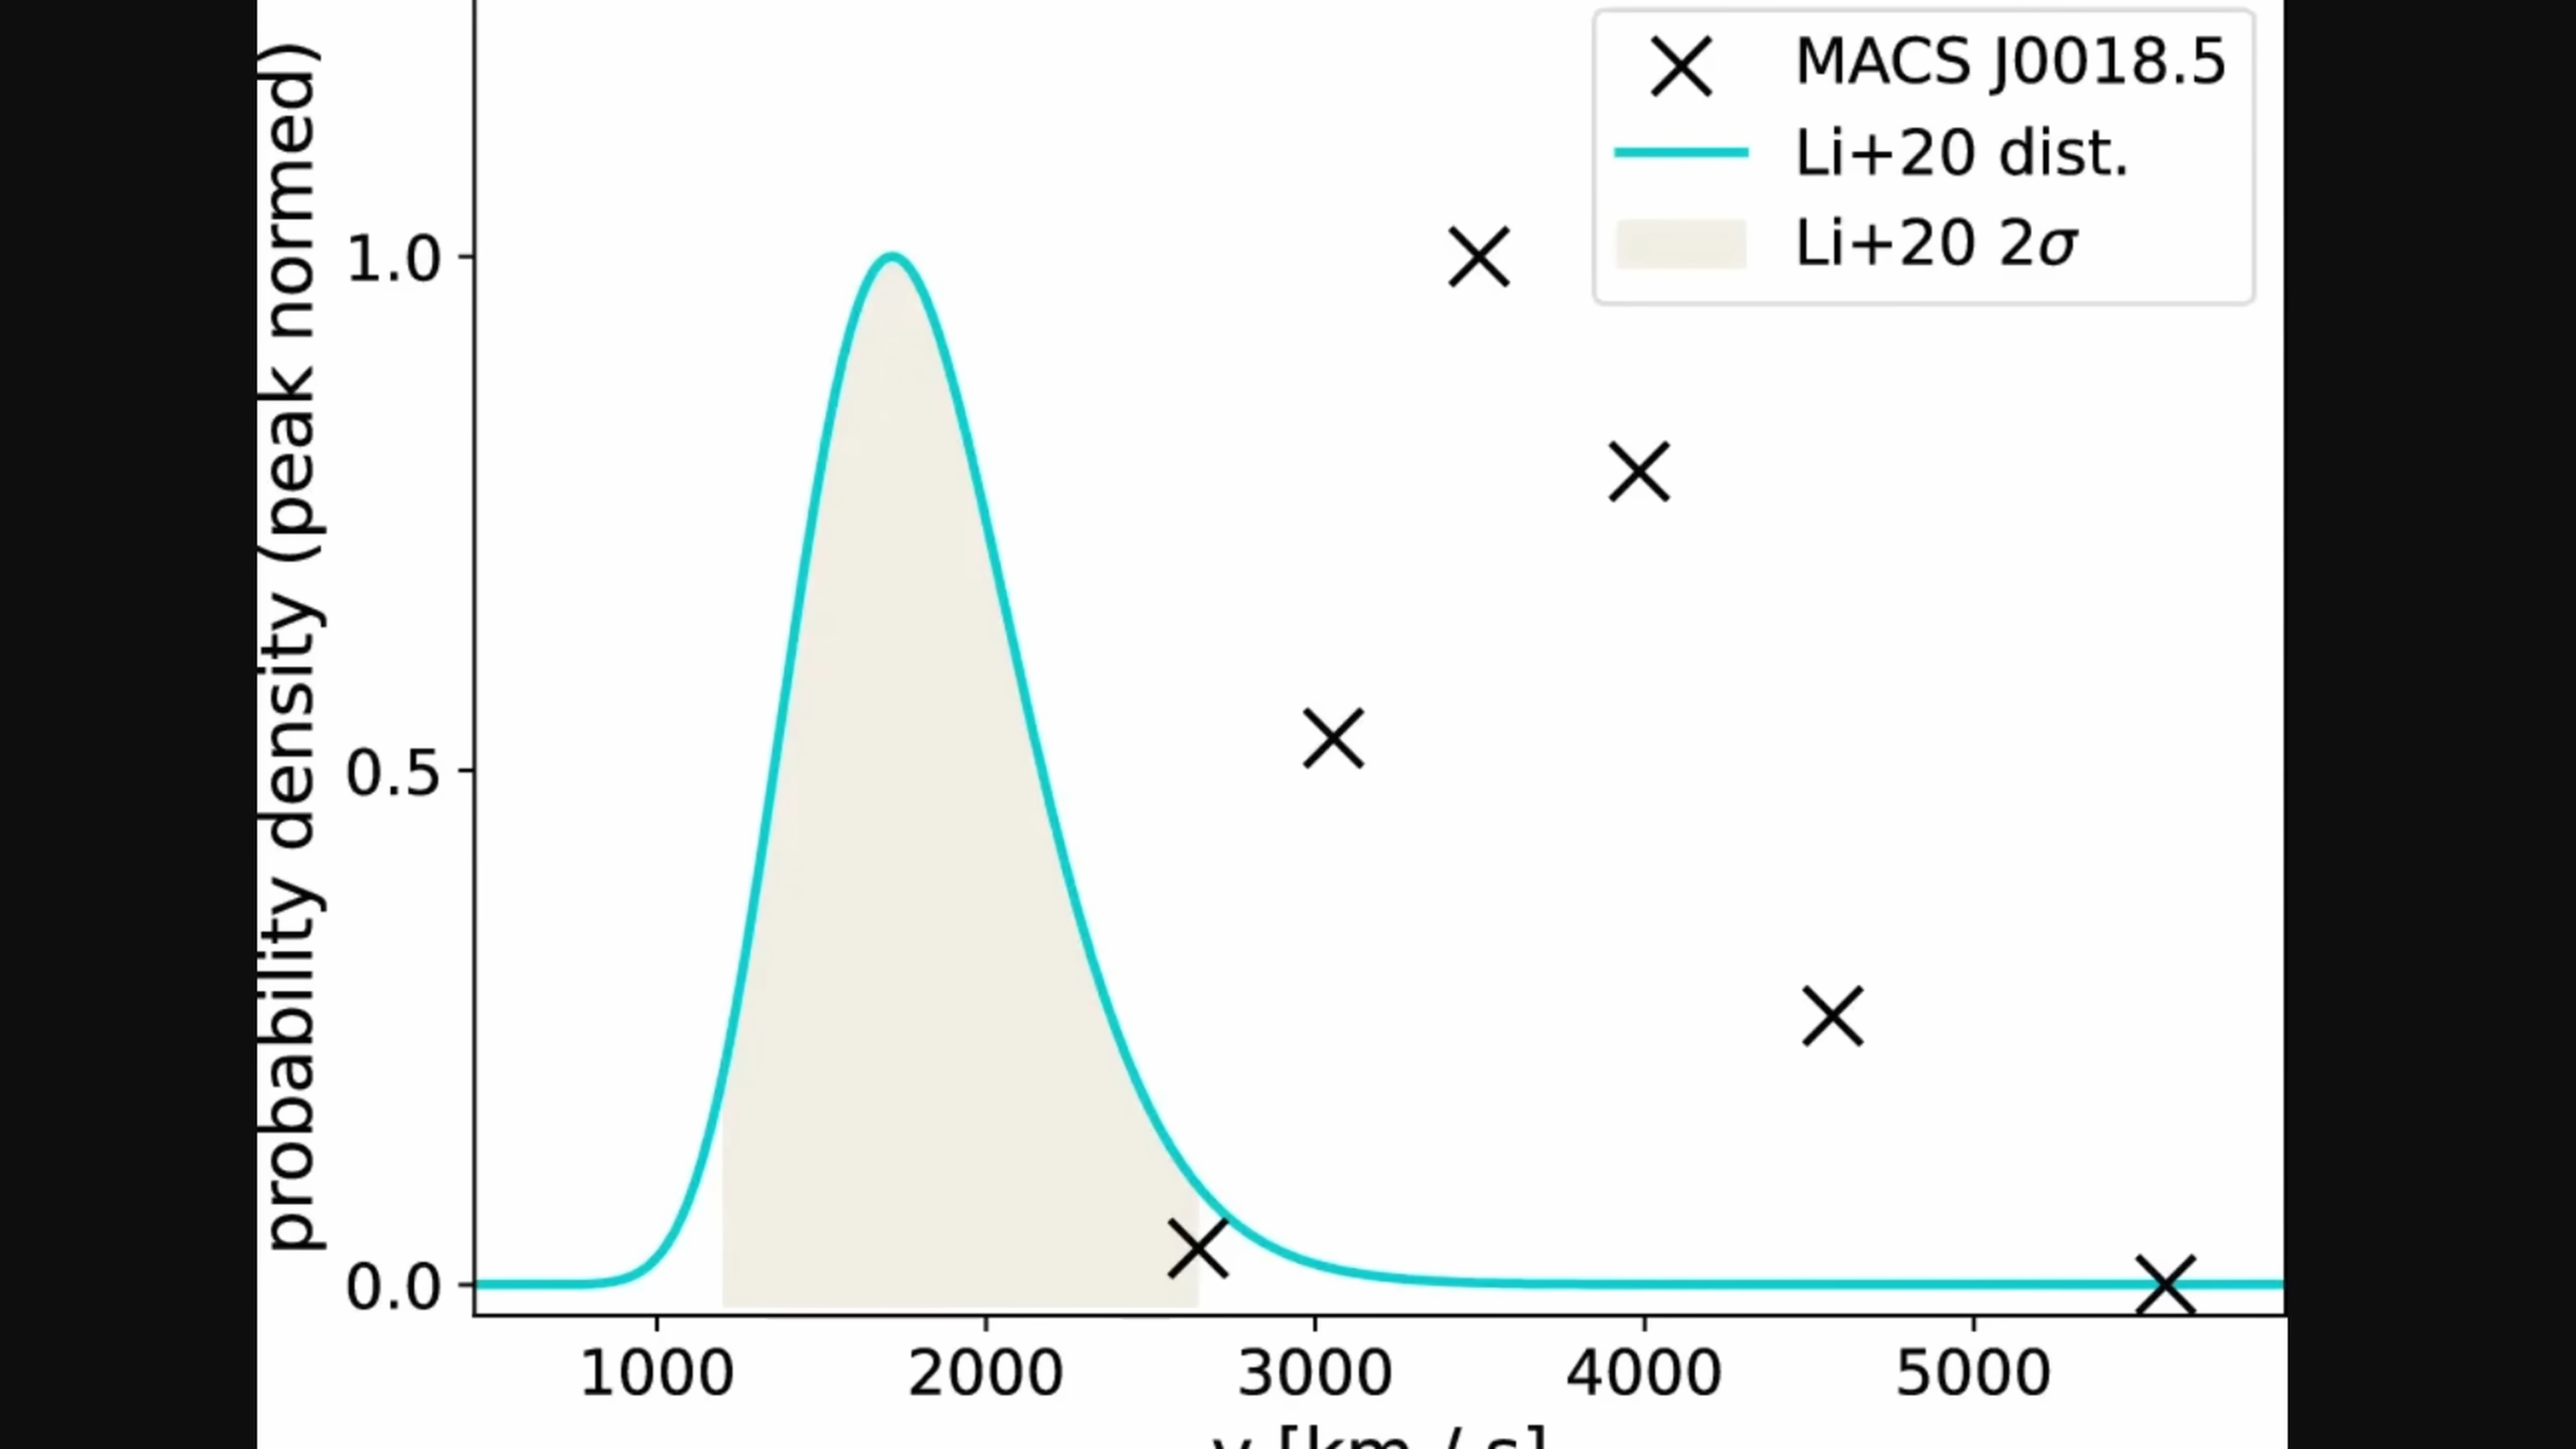 probability density (peak normed)
MACS J0018.5
Li+20 dist.
Li+20 2σ
1.0
0.5
0.0
1000 2000 3000 4000 5000
v [km / s]